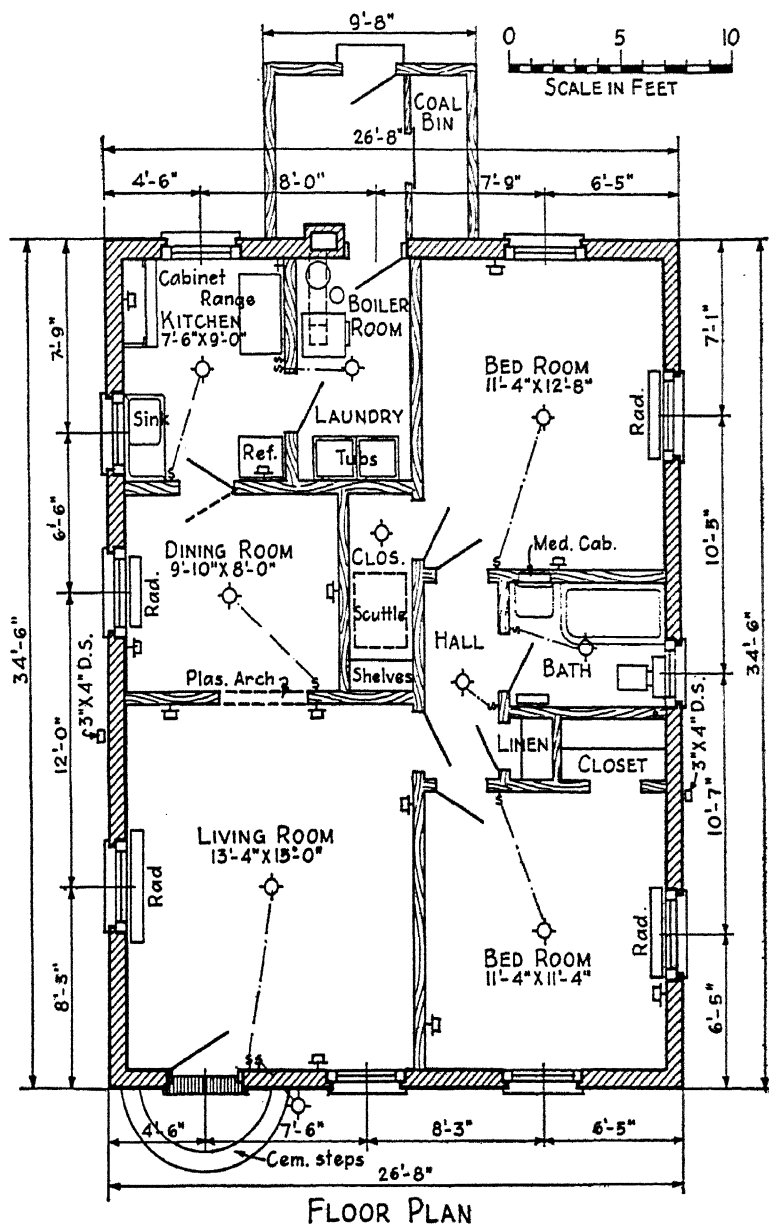 9'-8"
0 5 10
SCALE IN FEET
COAL
BIN
26'-8"
4'-6" 8'-0" 7'-9" 6'-5"
Cabinet
Range
KITCHEN
7'-6"X9'-0"
BOILER
ROOM
7'-9"
7'-1"
BED ROOM
11'-4"X12'-8"
Rad.
Sink
LAUNDRY
Ref.
Tubs
S
S
S
6'-6"
10'-5"
DINING ROOM
9'-10"X8'-0"
Rad.
CLOS.
Scuttle
Shelves
Med. Cab.
S
HALL
BATH
34'-6"
34'-6"
Plas. Arch
S
3"X4" D.S.
3"X4" D.S.
LINEN
CLOSET
S
12'-0"
10'-7"
LIVING ROOM
13'-4"X15'-0"
Rad
BED ROOM
11'-4"X11'-4"
Rad.
8'-3"
6'-5"
SS
4'-6" 7'-6" 8'-3" 6'-5"
Cem. steps
26'-8"
FLOOR PLAN